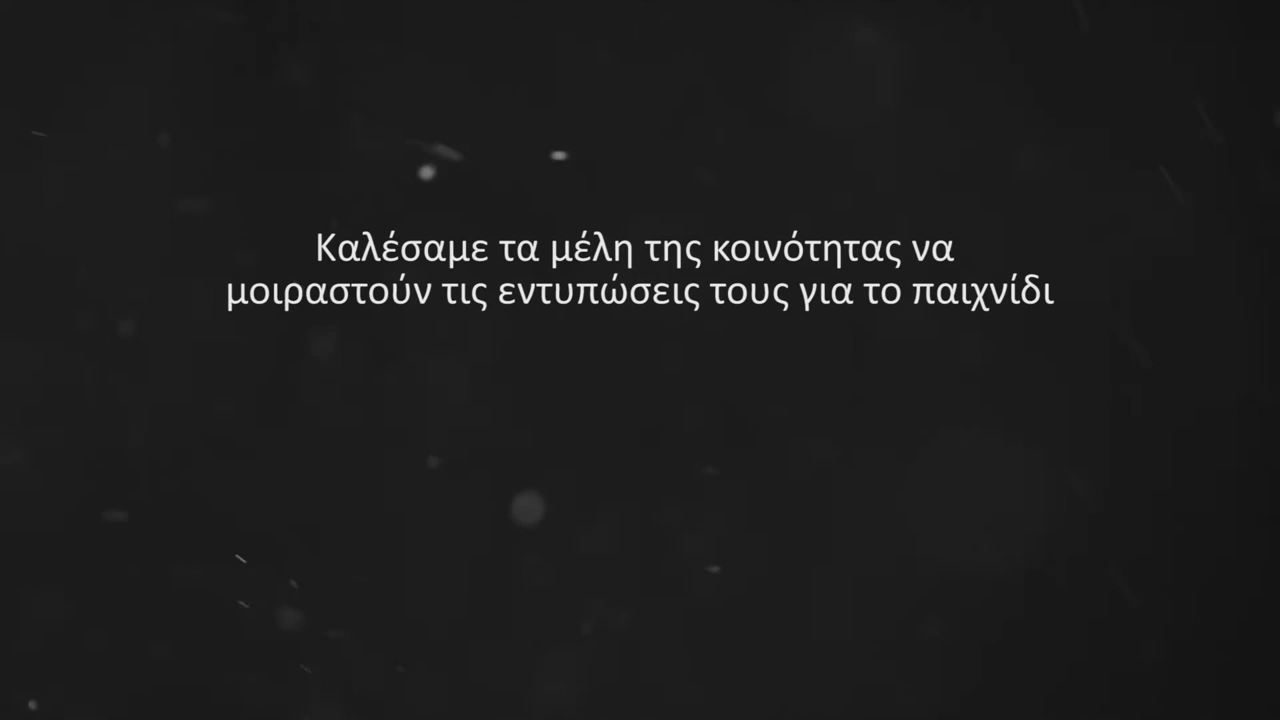 Καλέσαμε τα μέλη της κοινότητας να
μοιραστούν τις εντυπώσεις τους για το παιχνίδι